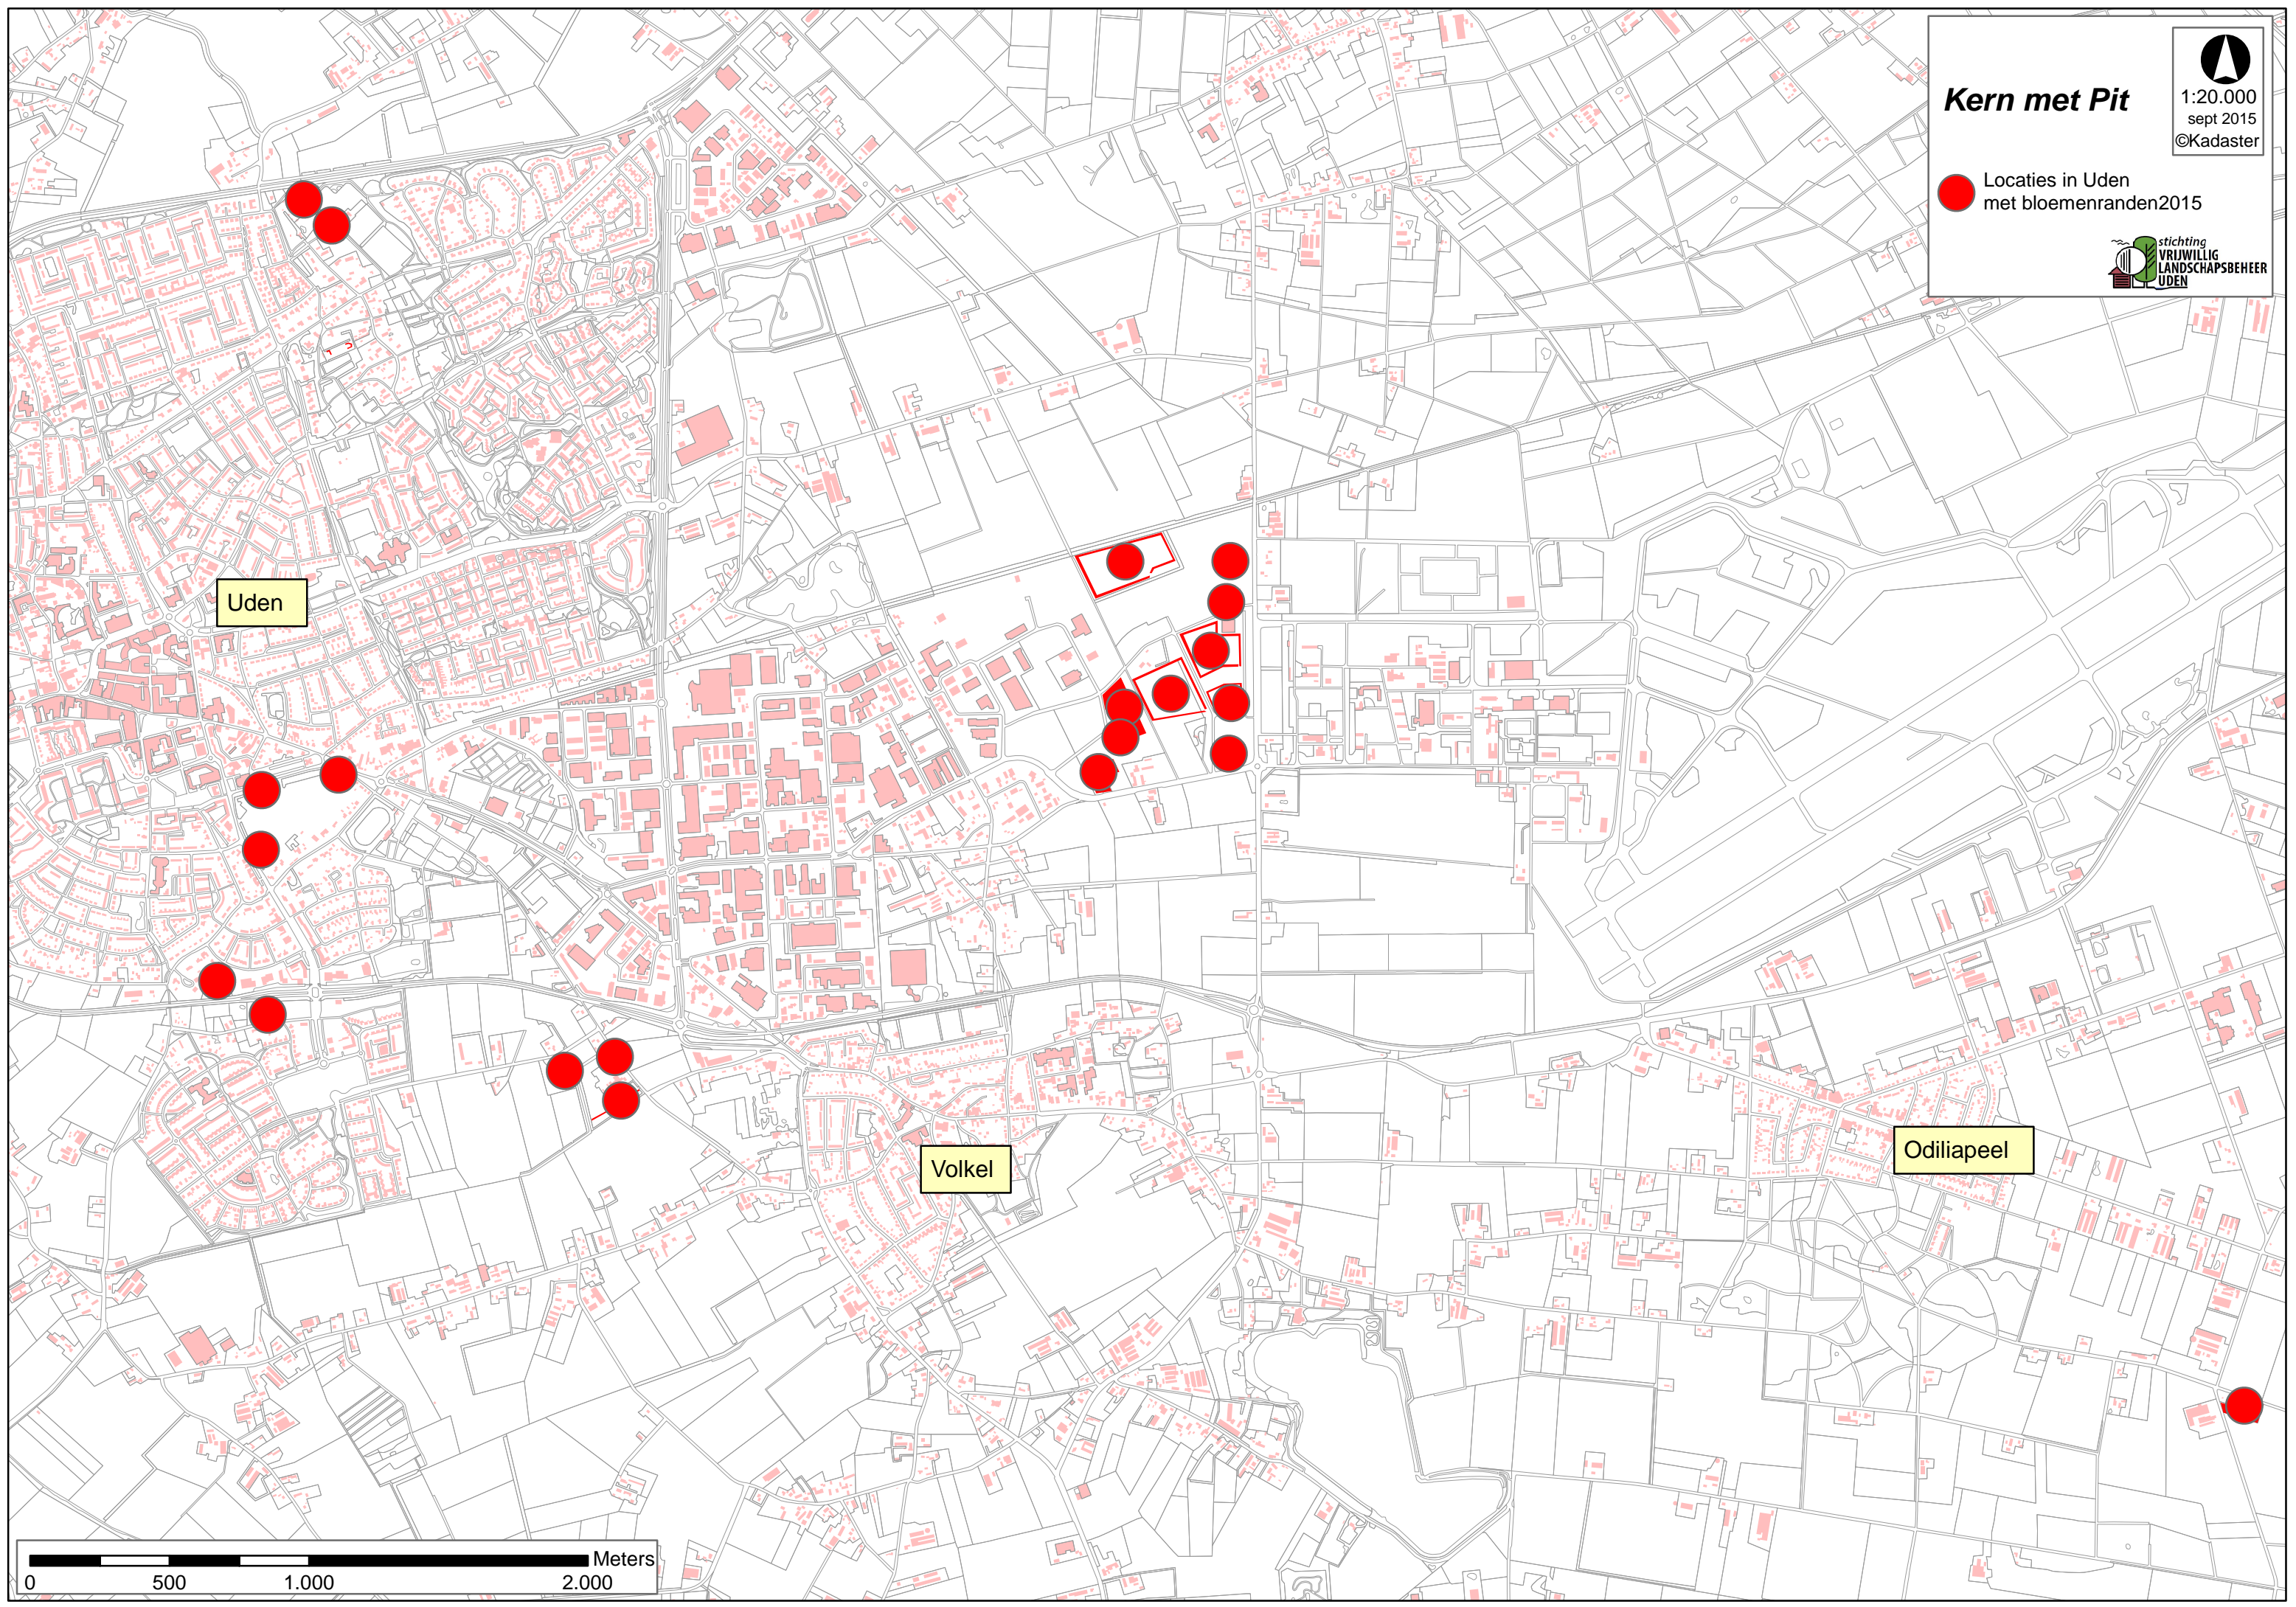 Kern met Pit
1:20.000
sept 2015
©Kadaster
Locaties in Uden
met bloemenranden2015
stichting
VRIJWILLIG
LANDSCHAPSBEHEER
UDEN
Uden
Volkel
Odiliapeel
Meters
0 500 1.000 2.000